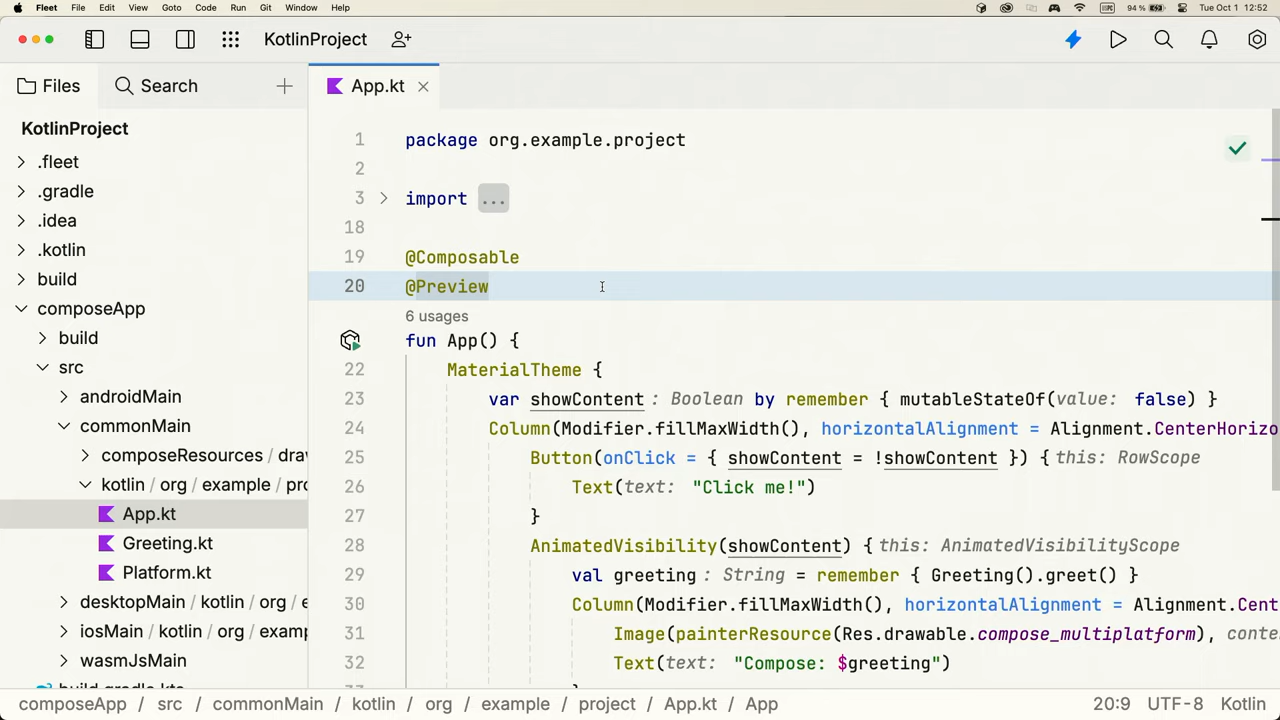 Fleet File Edit View Goto Code Run Git Window Help 94 % Tue Oct 1 12:52
KotlinProject
Files Search
App.kt
KotlinProject
.fleet
.gradle
.idea
.kotlin
build
composeApp
build
src
androidMain
commonMain
composeResources / drav
kotlin / org / example / pro
App.kt
Greeting.kt
Platform.kt
desktopMain / kotlin / org / e
iosMain / kotlin / org / examp
wasmJsMain
1 package org.example.project
2
3 import ...
18
19 @Composable
20 @Preview
6 usages
fun App() {
22 MaterialTheme {
23 var showContent : Boolean by remember { mutableStateOf(value: false) }
24 Column(Modifier.fillMaxWidth(), horizontalAlignment = Alignment.CenterHorizo
25 Button(onClick = { showContent = !showContent }) { this: RowScope
26 Text(text: "Click me!")
27 }
28 AnimatedVisibility(showContent) { this: AnimatedVisibilityScope
29 val greeting : String = remember { Greeting().greet() }
30 Column(Modifier.fillMaxWidth(), horizontalAlignment = Alignment.Cent
31 Image(painterResource(Res.drawable.compose_multiplatform), conte
32 Text(text: "Compose: $greeting")
composeApp / src / commonMain / kotlin / org / example / project / App.kt / App 20:9 UTF-8 Kotlin